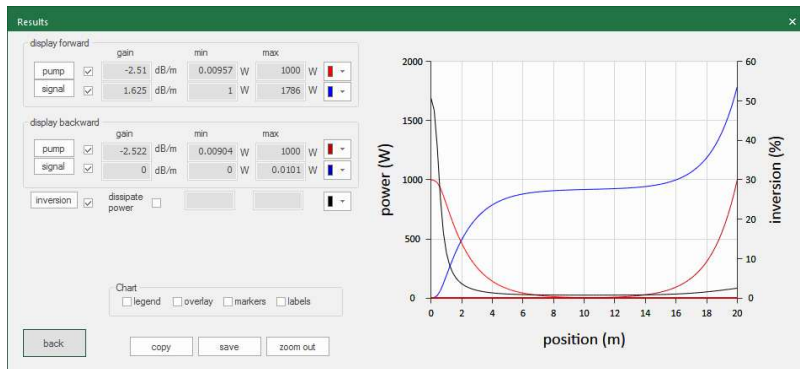 Results ×
display forward
gain min max
pump -2.51 dB/m 0.00957 W 1000 W
signal 1.625 dB/m 1 W 1786 W
display backward
gain min max
pump -2.522 dB/m 0.00904 W 1000 W
signal 0 dB/m 0 W 0.0101 W
inversion dissipate
power
Chart
legend overlay markers labels
back copy save zoom out
2000 60
50
1500
40
power (W) 1000 30 inversion (%)
20
500
10
0 0
0 2 4 6 8 10 12 14 16 18 20
position (m)